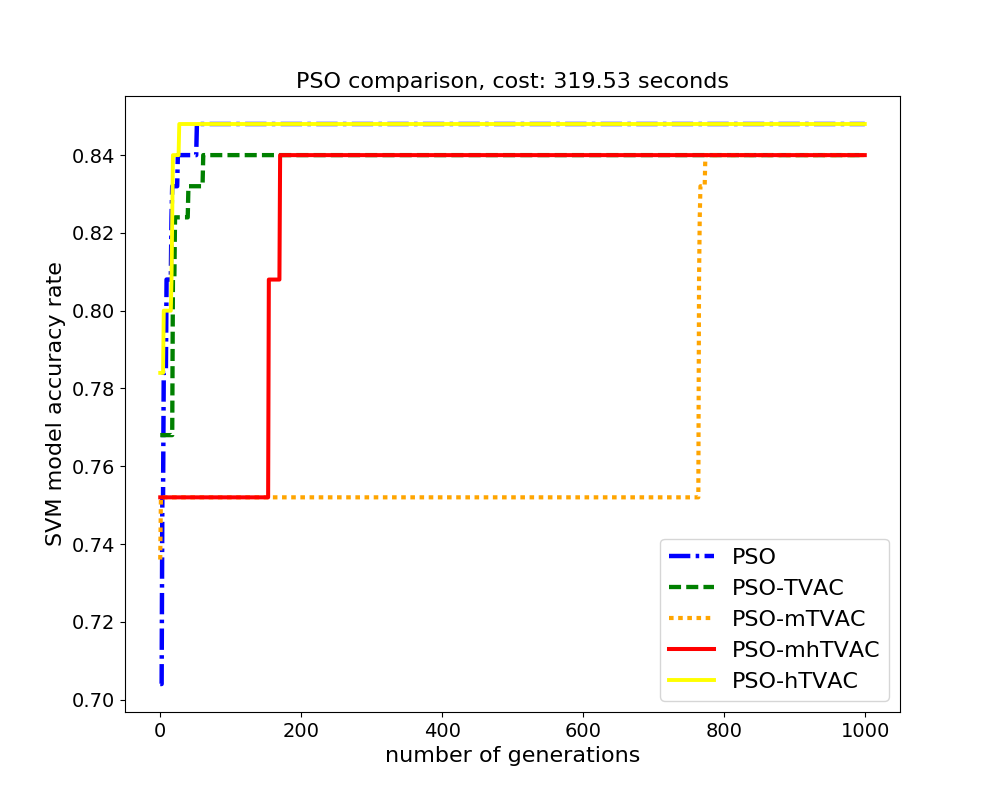 PSO comparison, cost: 319.53 seconds
SVM model accuracy rate
0.84
0.82
0.80
0.78
0.76
0.74
0.72
0.70
PSO
PSO-TVAC
PSO-mTVAC
PSO-mhTVAC
PSO-hTVAC
0 200 400 600 800 1000
number of generations